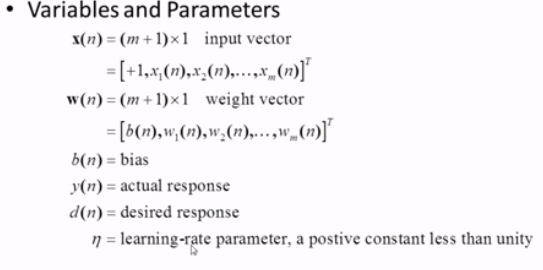 • Variables and Parameters
x(n) = (m + 1)×1 input vector
= [+1, x₁(n), x₂(n),..., xₘ(n)]ᵀ
w(n) = (m + 1)×1 weight vector
= [b(n), w₁(n), w₂(n),..., wₘ(n)]ᵀ
b(n) = bias
y(n) = actual response
d(n) = desired response
η = learning-rate parameter, a postive constant less than unity